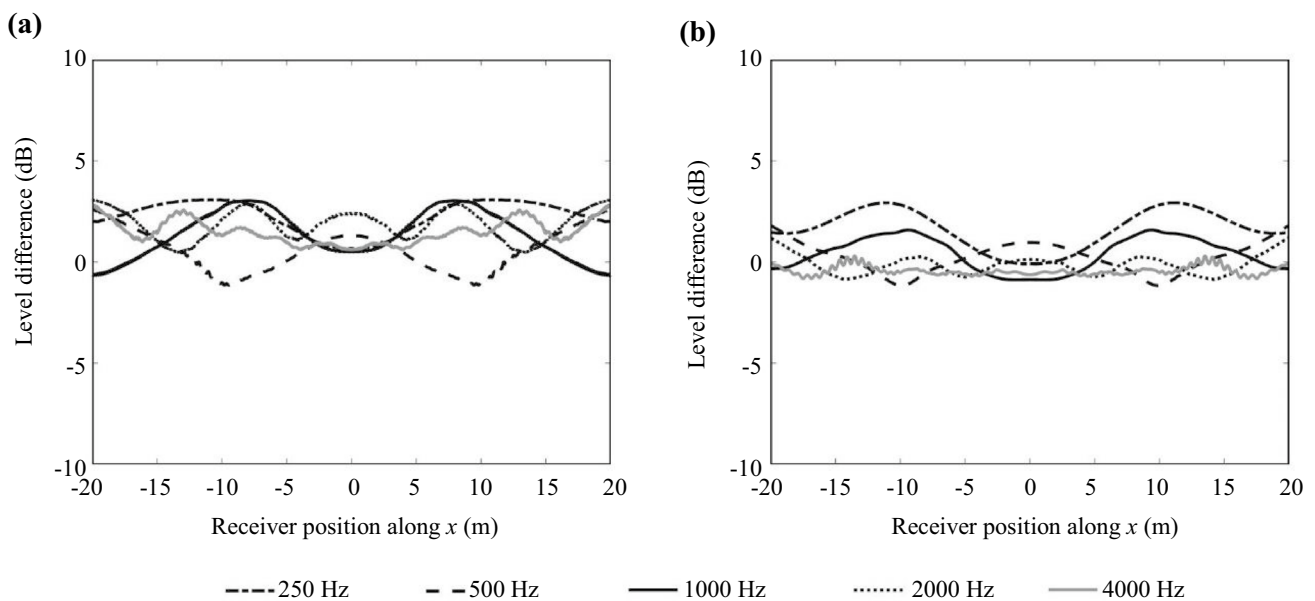 (a)
10
5
0
-5
-10
Level difference (dB)
-20 -15 -10 -5 0 5 10 15 20
Receiver position along x (m)
(b)
10
5
0
-5
-10
Level difference (dB)
-20 -15 -10 -5 0 5 10 15 20
Receiver position along x (m)
250 Hz 500 Hz 1000 Hz 2000 Hz 4000 Hz